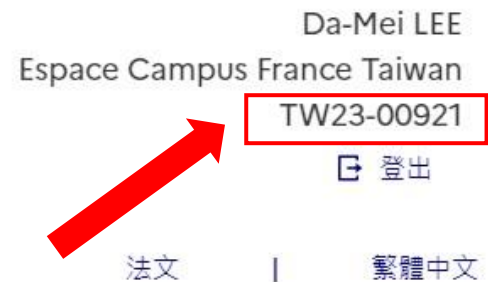 Da-Mei LEE
Espace Campus France Taiwan
TW23-00921
登出
法文 | 繁體中文